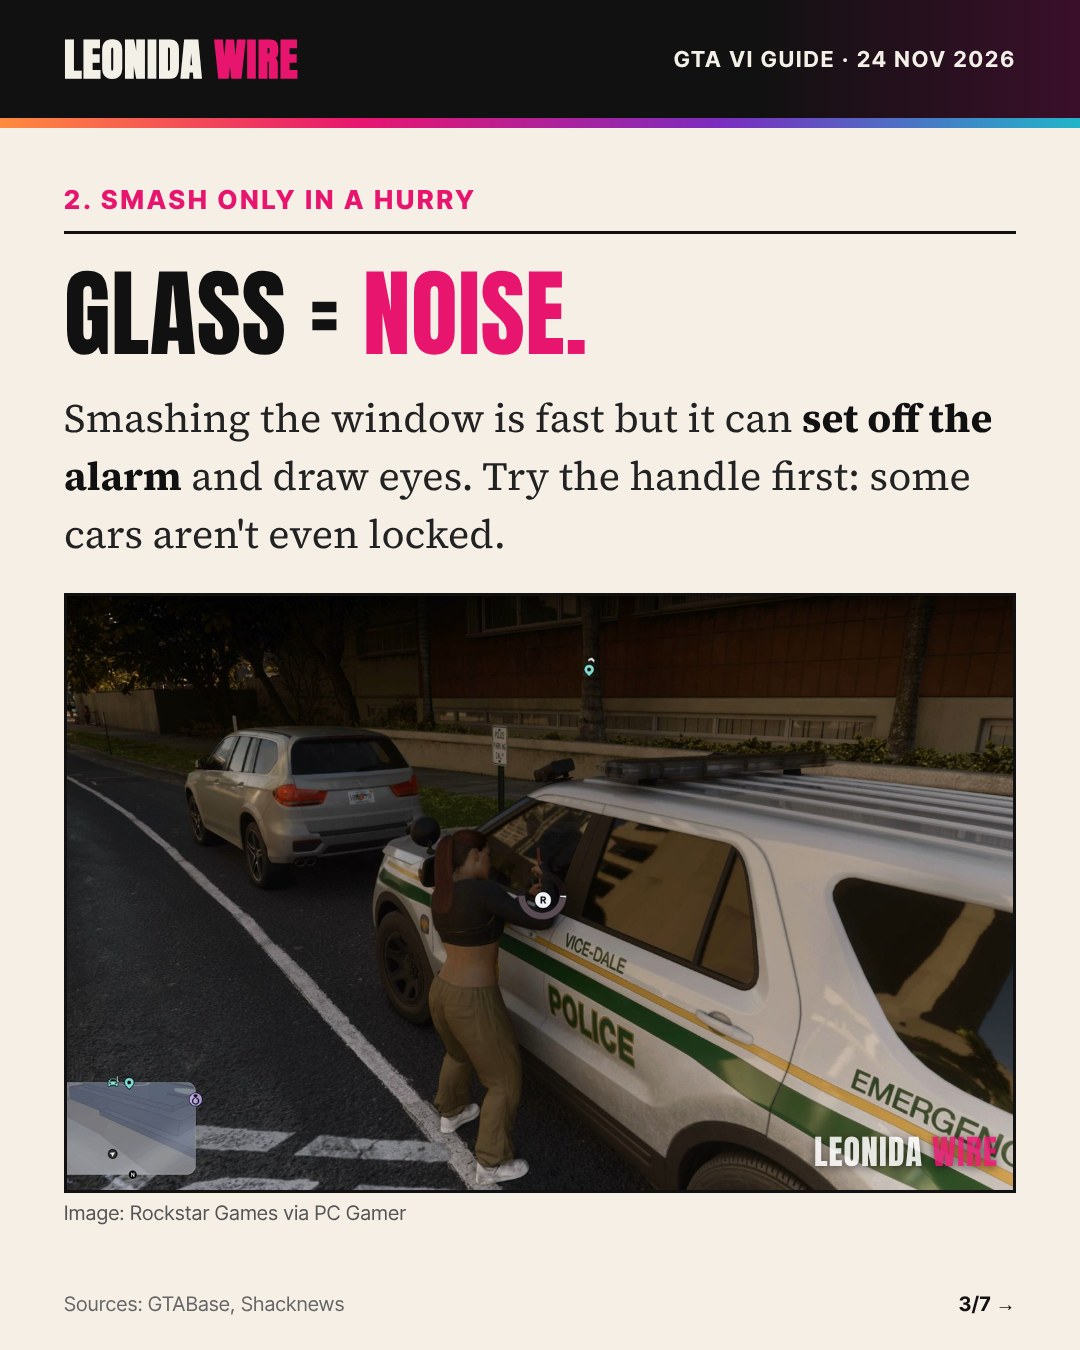 LEONIDA WIRE
GTA VI GUIDE · 24 NOV 2026
2. SMASH ONLY IN A HURRY
GLASS = NOISE.
Smashing the window is fast but it can set off the
alarm and draw eyes. Try the handle first: some
cars aren't even locked.
R
VICE-DALE
POLICE
EMERGENC
LEONIDA WIRE
N
Image: Rockstar Games via PC Gamer
Sources: GTABase, Shacknews
3/7 →